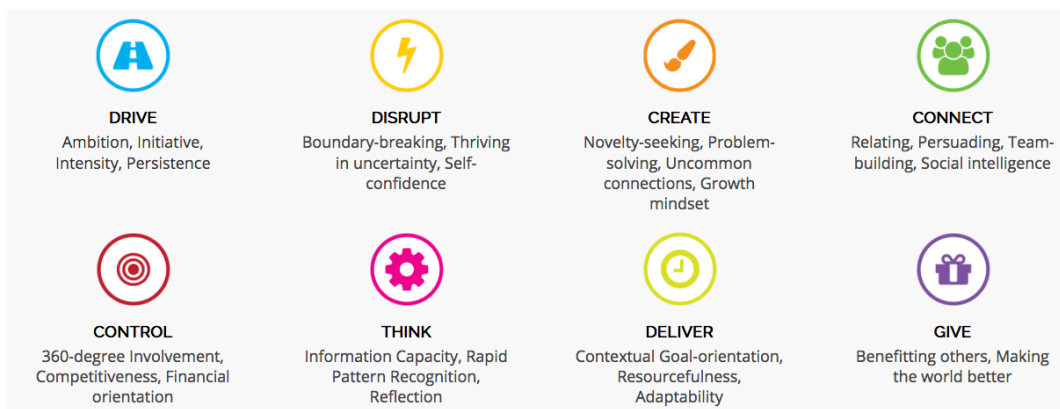 DRIVE
Ambition, Initiative,
Intensity, Persistence
DISRUPT
Boundary-breaking, Thriving
in uncertainty, Self-
confidence
CREATE
Novelty-seeking, Problem-
solving, Uncommon
connections, Growth
mindset
CONNECT
Relating, Persuading, Team-
building, Social intelligence
CONTROL
360-degree Involvement,
Competitiveness, Financial
orientation
THINK
Information Capacity, Rapid
Pattern Recognition,
Reflection
DELIVER
Contextual Goal-orientation,
Resourcefulness,
Adaptability
GIVE
Benefitting others, Making
the world better